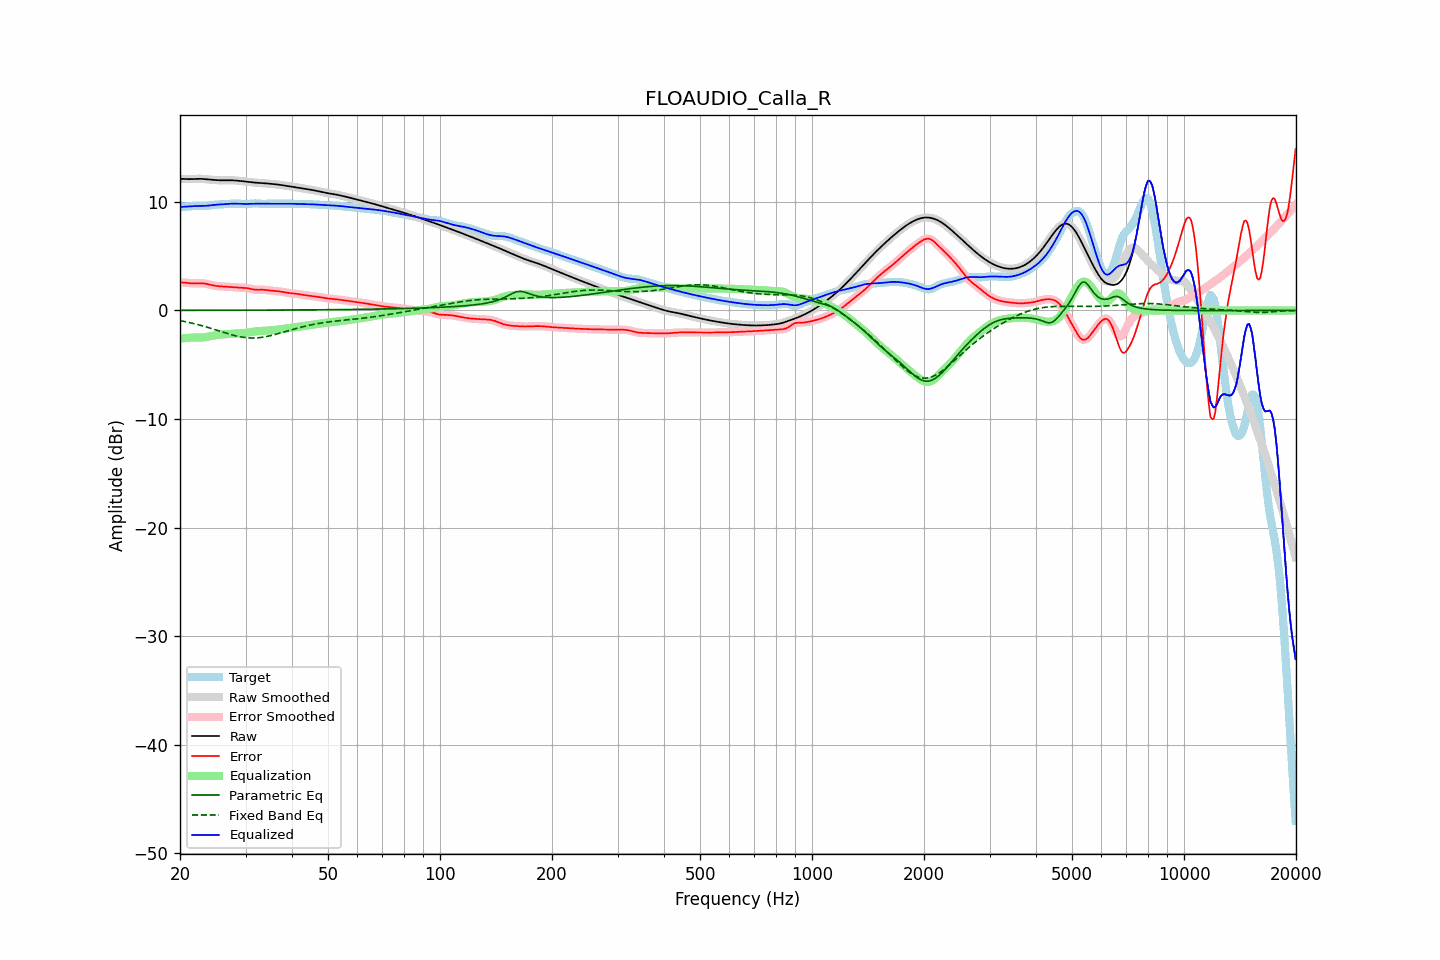 FLOAUDIO_Calla_R
Amplitude (dBr)
10
0
−10
−20
−30
−40
−50
Target
Raw Smoothed
Error Smoothed
Raw
Error
Equalization
Parametric Eq
Fixed Band Eq
Equalized
20 50 100 200 500 1000 2000 5000 10000 20000
Frequency (Hz)